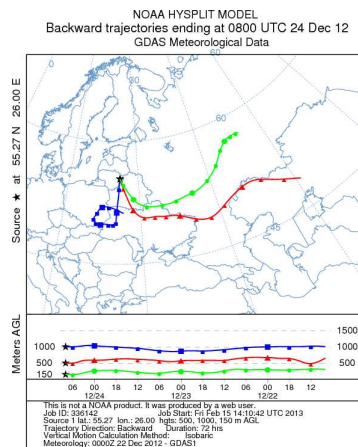 NOAA HYSPLIT MODEL
Backward trajectories ending at 0800 UTC 24 Dec 12
GDAS Meteorological Data
Source ★ at 55.27 N 26.00 E
0
30
60
60
Meters AGL
1500
1000 1000
500 500
150
06 00 18 12 06 00 18 12 06 00 18 12
12/24 12/23 12/22
This is not a NOAA product. It was produced by a web user.
Job ID: 336142 Job Start: Fri Feb 15 14:10:42 UTC 2013
Source 1 lat.: 55.27 lon.: 26.00 hgts: 500, 1000, 150 m AGL
Trajectory Direction: Backward Duration: 72 hrs
Vertical Motion Calculation Method: Isobaric
Meteorology: 0000Z 22 Dec 2012 - GDAS1